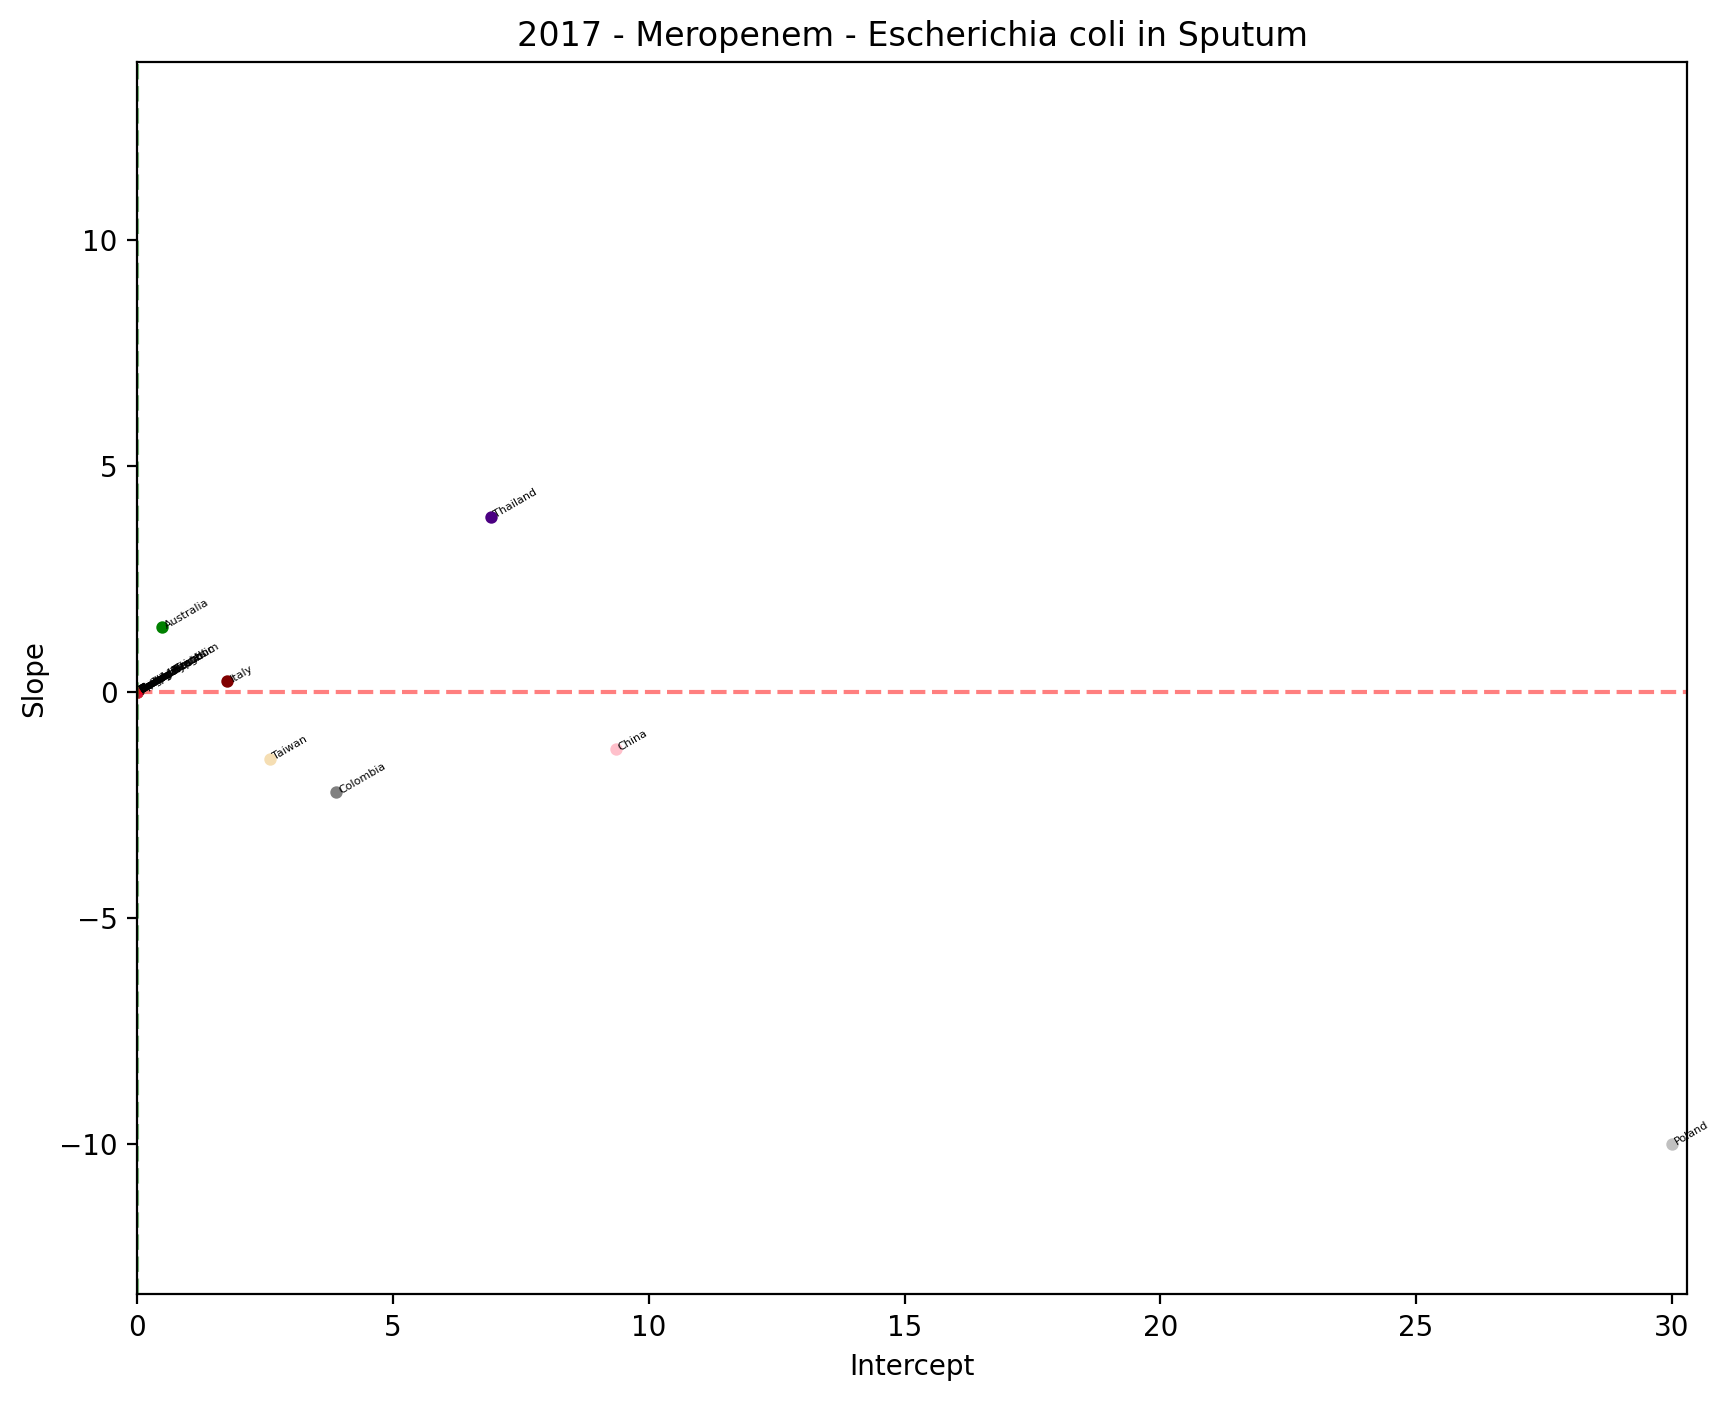 2017 - Meropenem - Escherichia coli in Sputum
10
5
0
−5
−10
Slope
Thailand
Australia
Italy
Taiwan
China
Colombia
Poland
0
5
10
15
20
25
30
Intercept